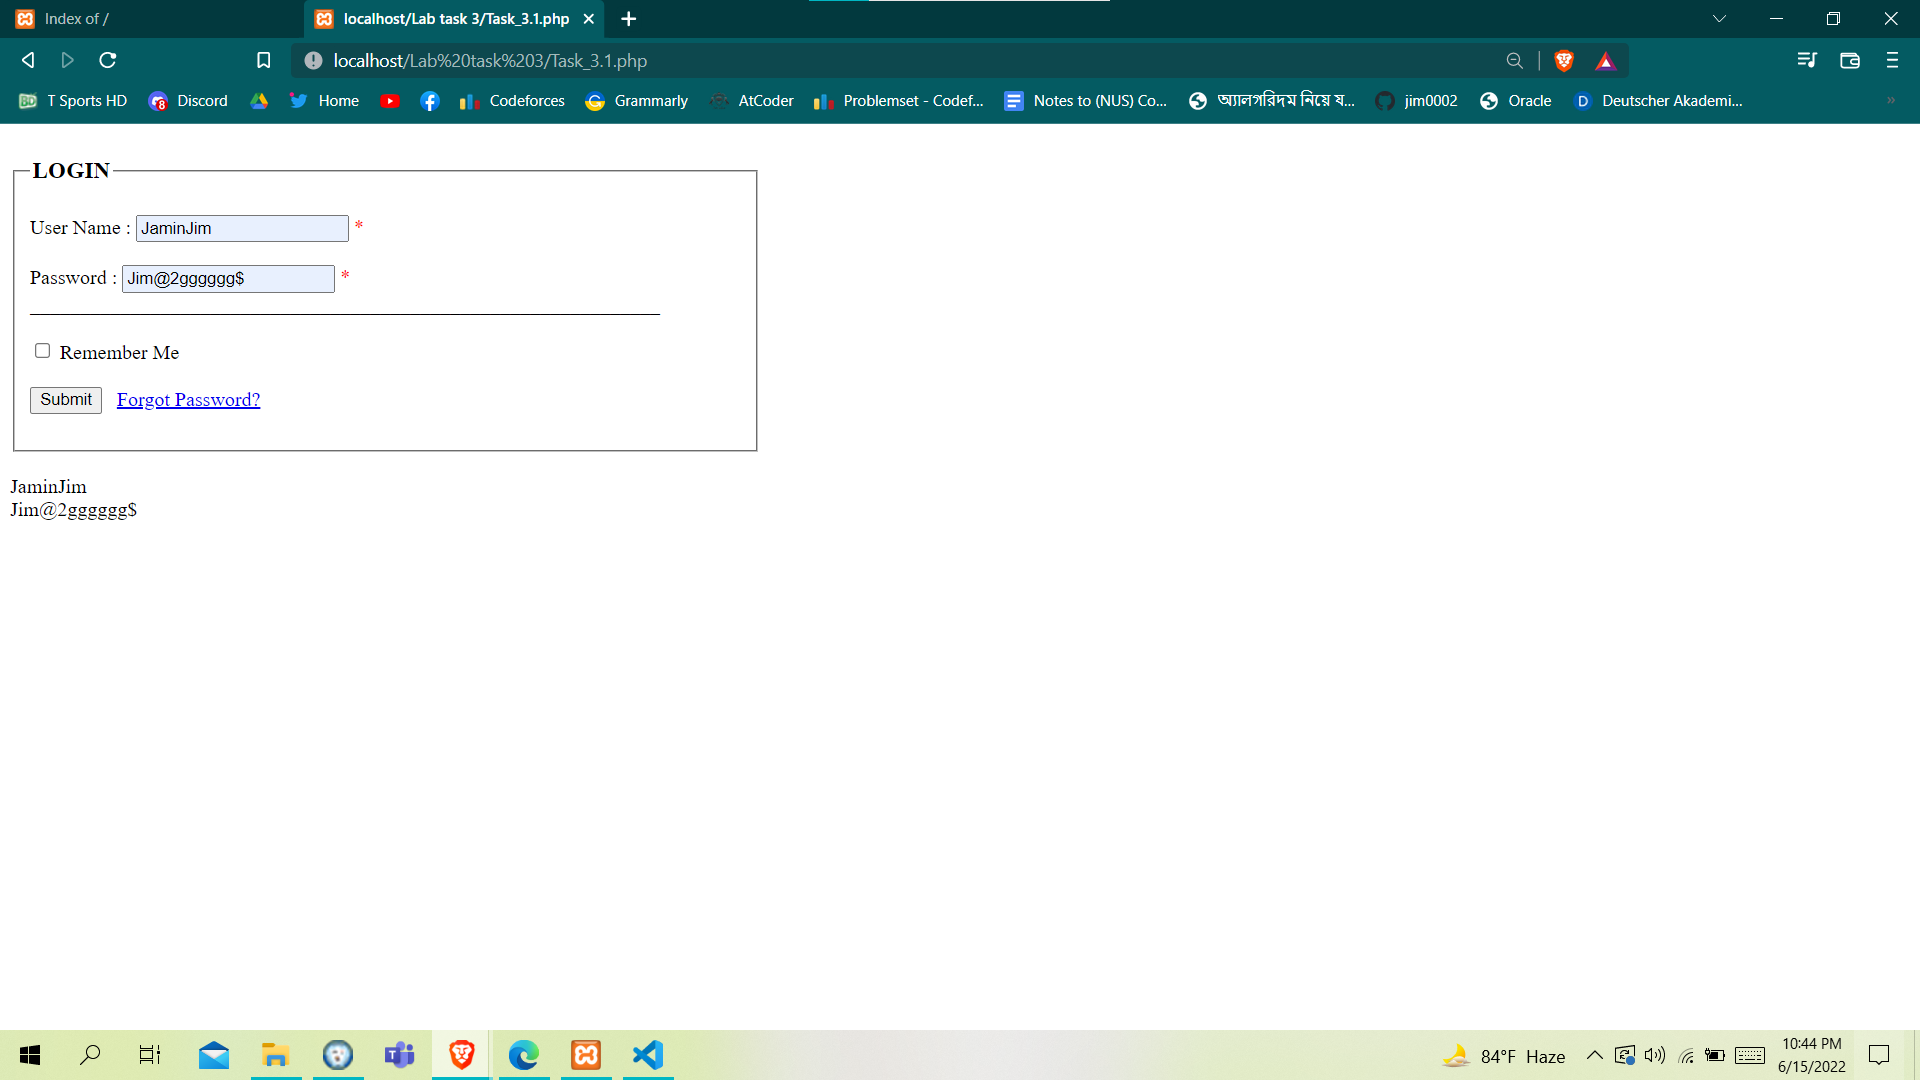 Index of /
localhost/Lab task 3/Task_3.1.php
localhost/Lab%20task%203/Task_3.1.php
T Sports HD Discord Home Codeforces Grammarly AtCoder Problemset - Codef... Notes to (NUS) Co... অ্যালগরিদম নিয়ে য... jim0002 Oracle Deutscher Akademi... »
LOGIN
User Name : JaminJim *
Password : Jim@2gggggg$ *
Remember Me
Submit Forgot Password?
JaminJim
Jim@2gggggg$
84°F Haze
10:44 PM
6/15/2022